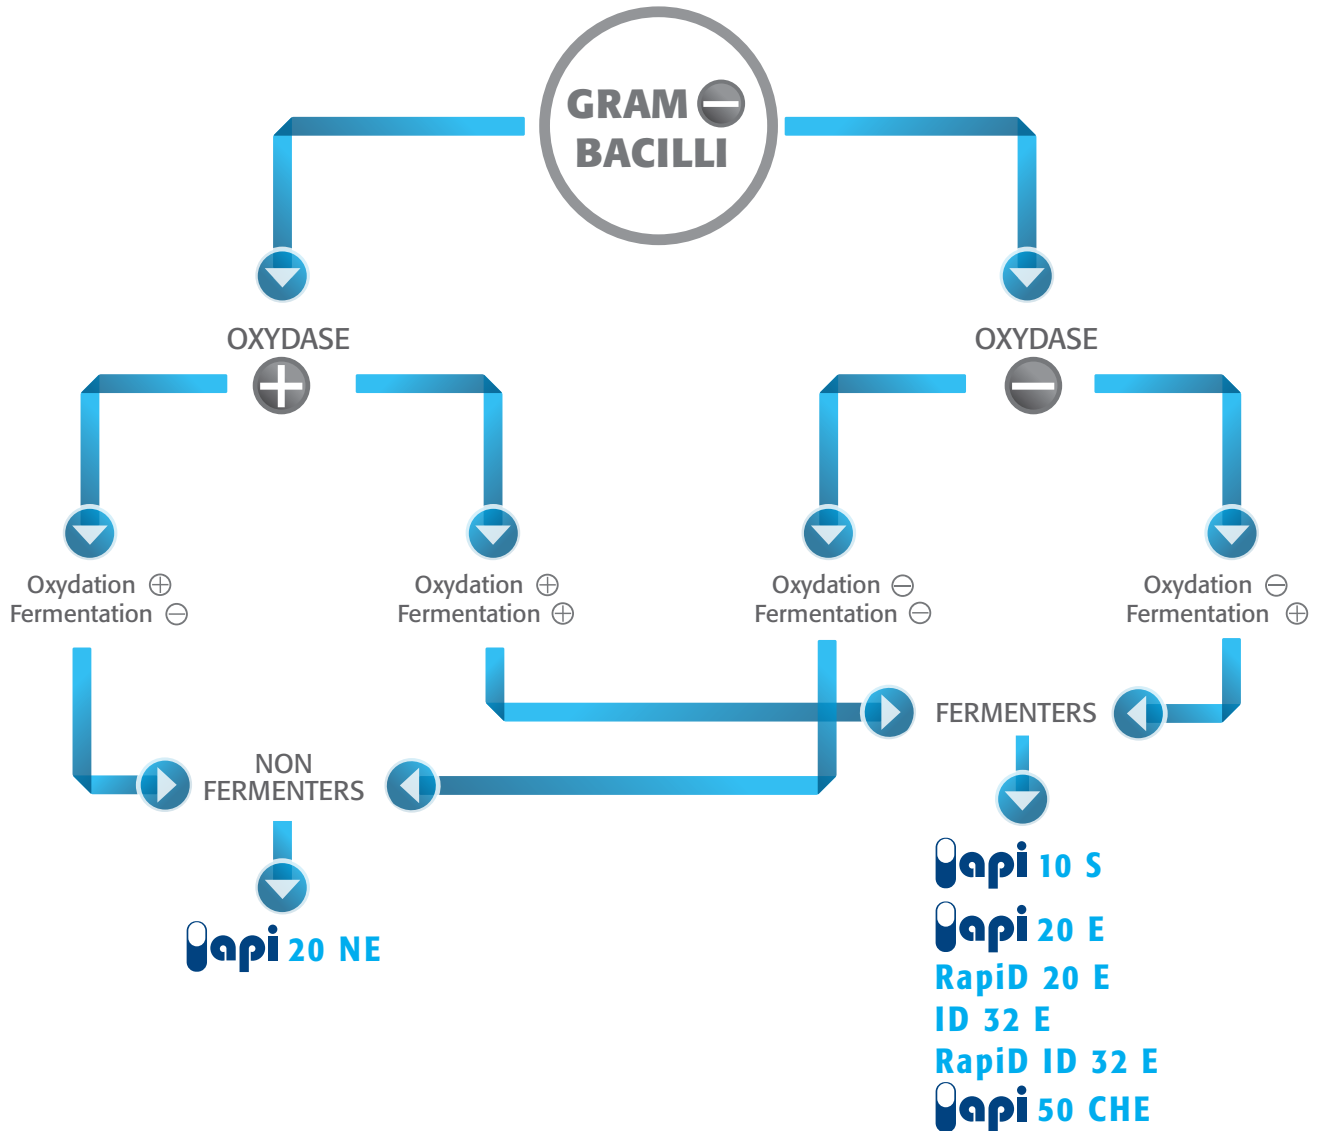 GRAM ⊖
BACILLI
OXYDASE
⊕
OXYDASE
⊖
Oxydation ⊕
Fermentation ⊖
Oxydation ⊕
Fermentation ⊕
Oxydation ⊖
Fermentation ⊖
Oxydation ⊖
Fermentation ⊕
FERMENTERS
NON
FERMENTERS
api 20 NE
api 10 S
api 20 E
RapiD 20 E
ID 32 E
RapiD ID 32 E
api 50 CHE